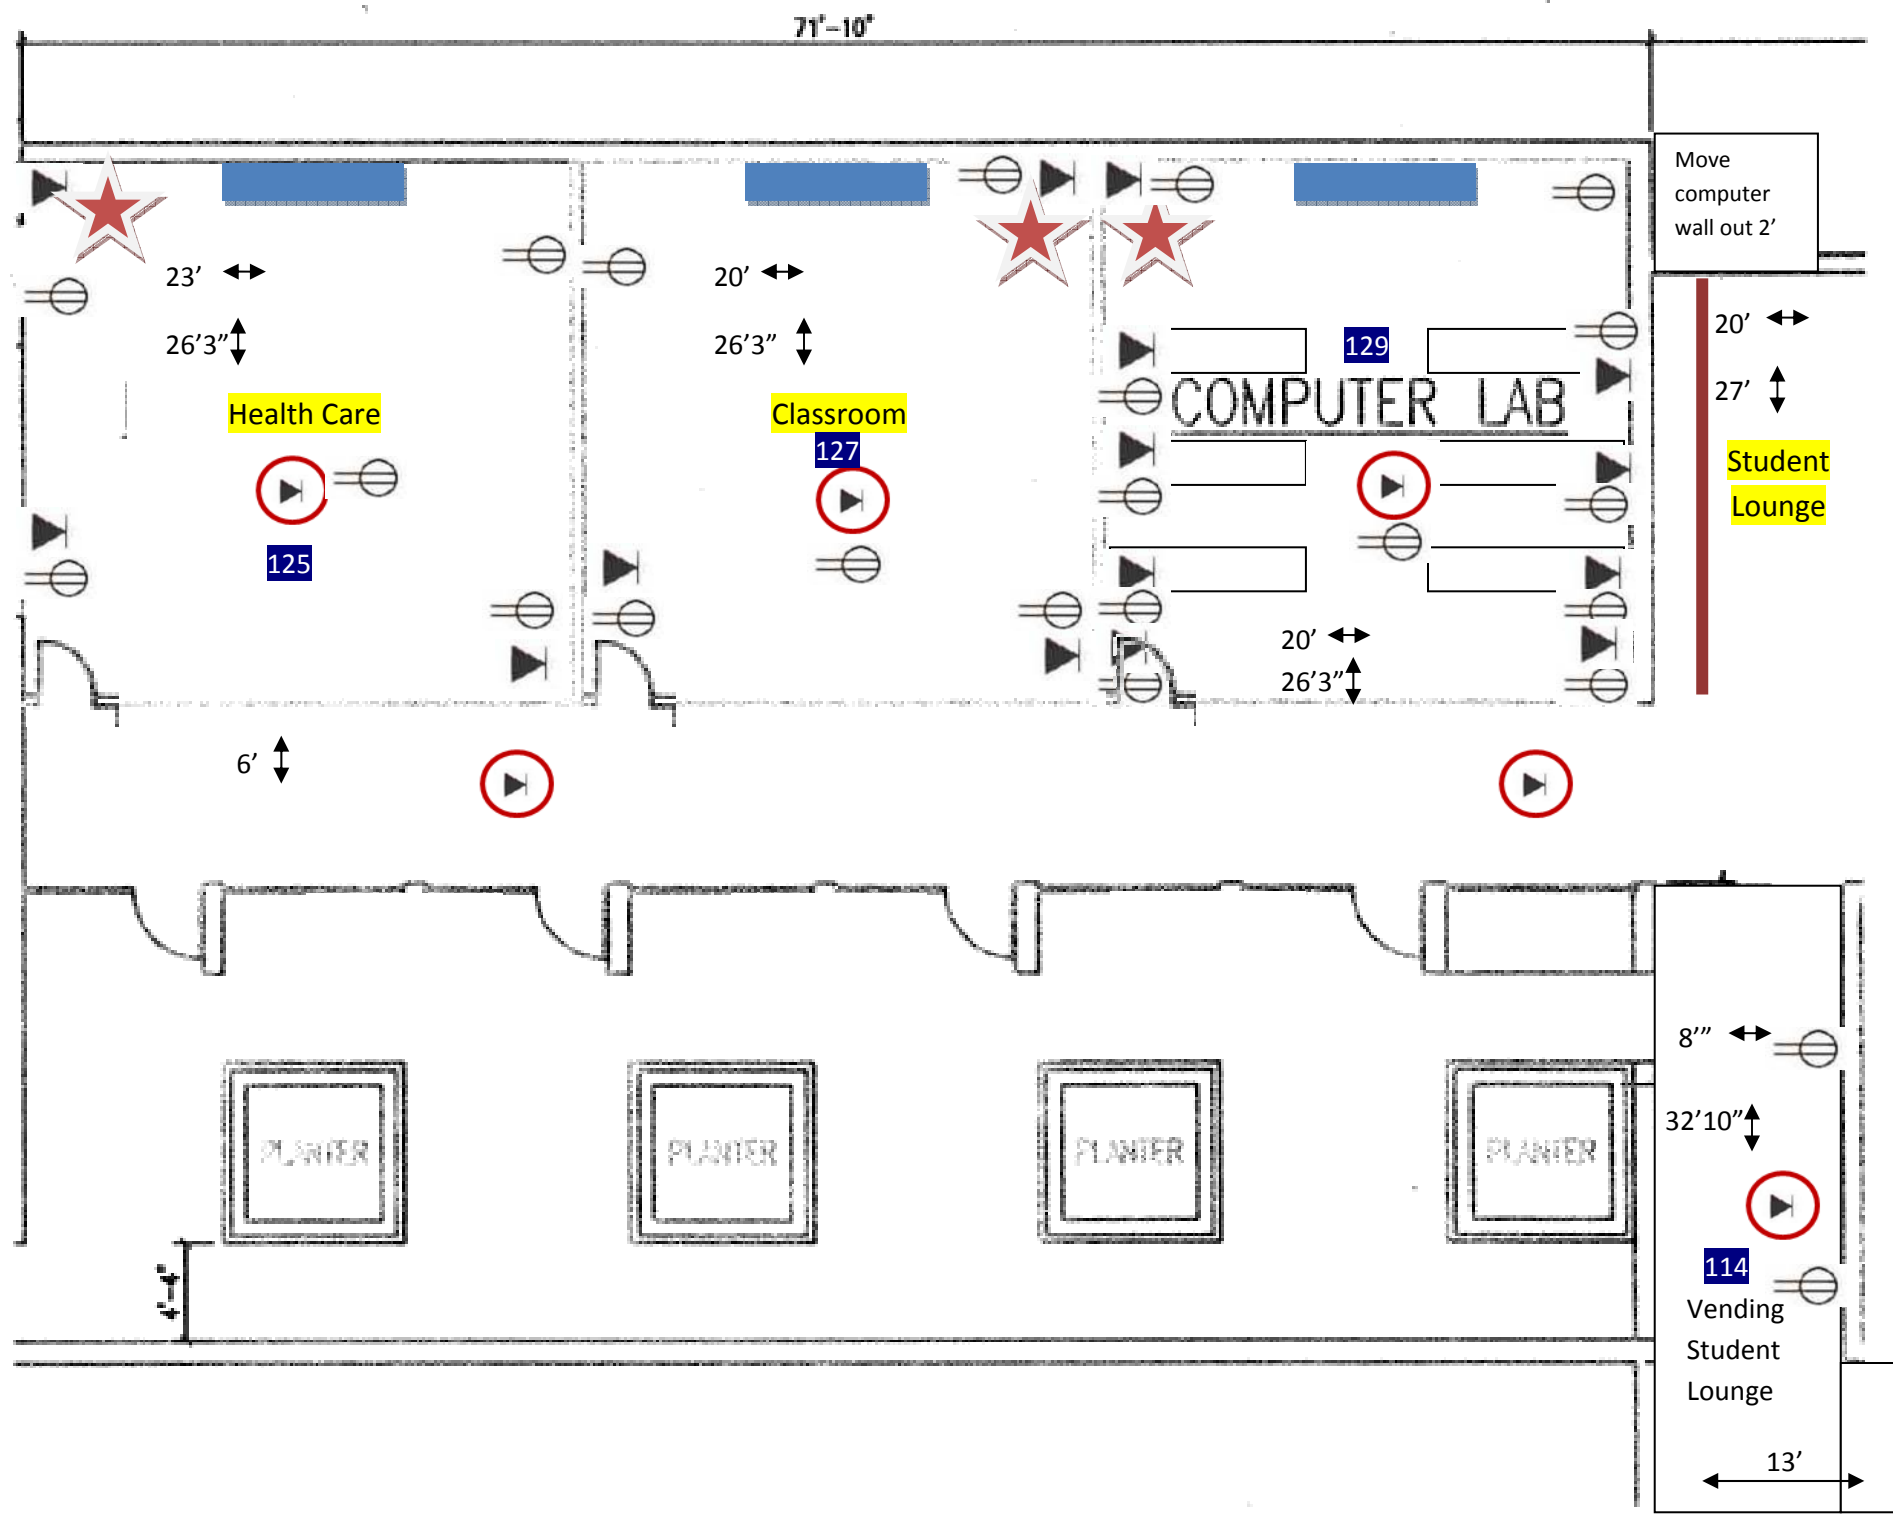 71'-10"
Move
computer
wall out 2’
23’
20’
20’
26’3”
26’3”
129
27’
COMPUTER LAB
Health Care
Classroom
127
Student
Lounge
125
20’
26’3”
6’
8’”
32’10”
PLANTER
PLANTER
PLANTER
PLANTER
4'-4"
114
Vending
Student
Lounge
13’